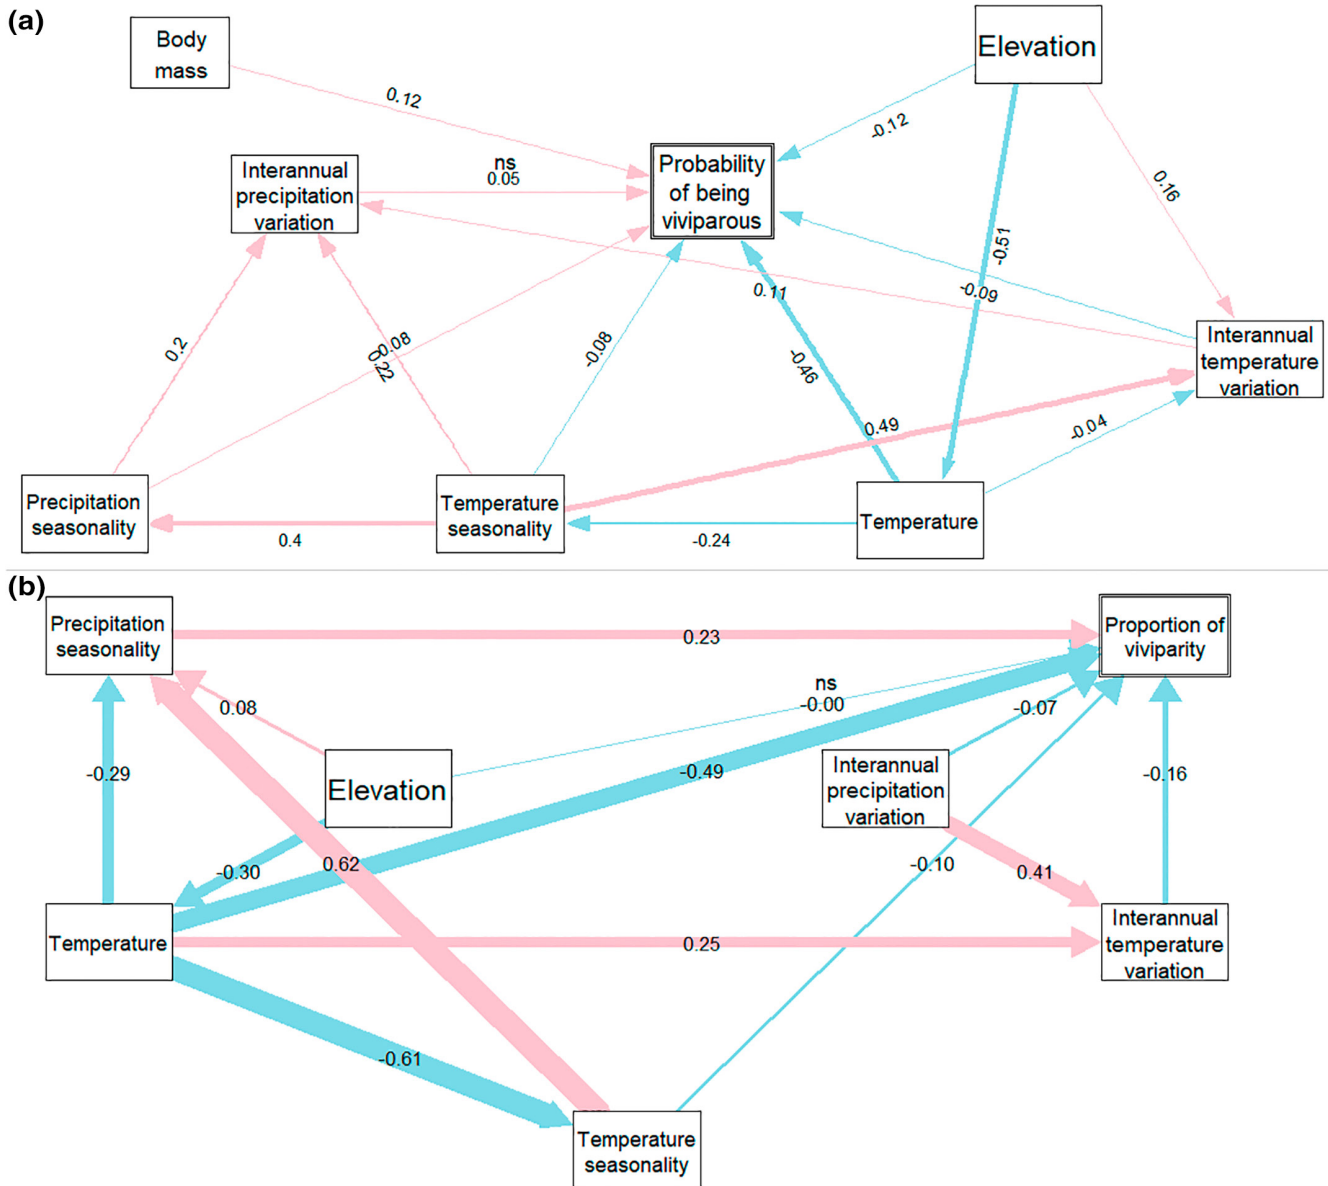 (a)
Body
mass
Elevation
0.12
-0.12
Interannual
precipitation
variation
ns
0.05
Probability
of being
viviparous
0.16
-0.51
0.11
-0.09
Interannual
temperature
variation
0.2
0.08
0.22
-0.08
-0.46
0.49
-0.04
Precipitation
seasonality
Temperature
seasonality
Temperature
0.4
-0.24
(b)
Precipitation
seasonality
0.23
Proportion of
viviparity
ns
-0.00
0.08
-0.07
-0.29
Elevation
-0.49
Interannual
precipitation
variation
-0.16
-0.30
0.62
-0.10
0.41
Temperature
0.25
Interannual
temperature
variation
-0.61
Temperature
seasonality